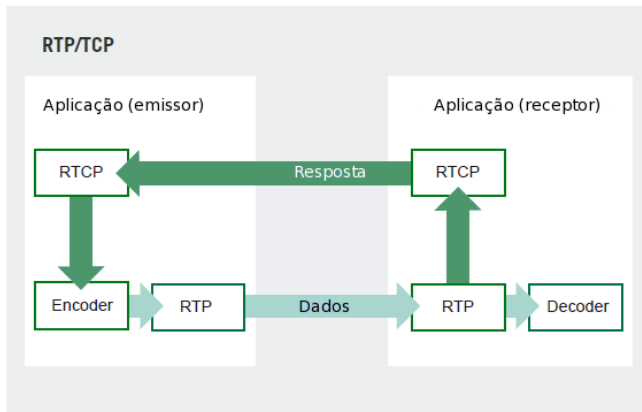 RTP/TCP
Aplicação (emissor)
Aplicação (receptor)
RTCP
Resposta
RTCP
Encoder
RTP
Dados
RTP
Decoder